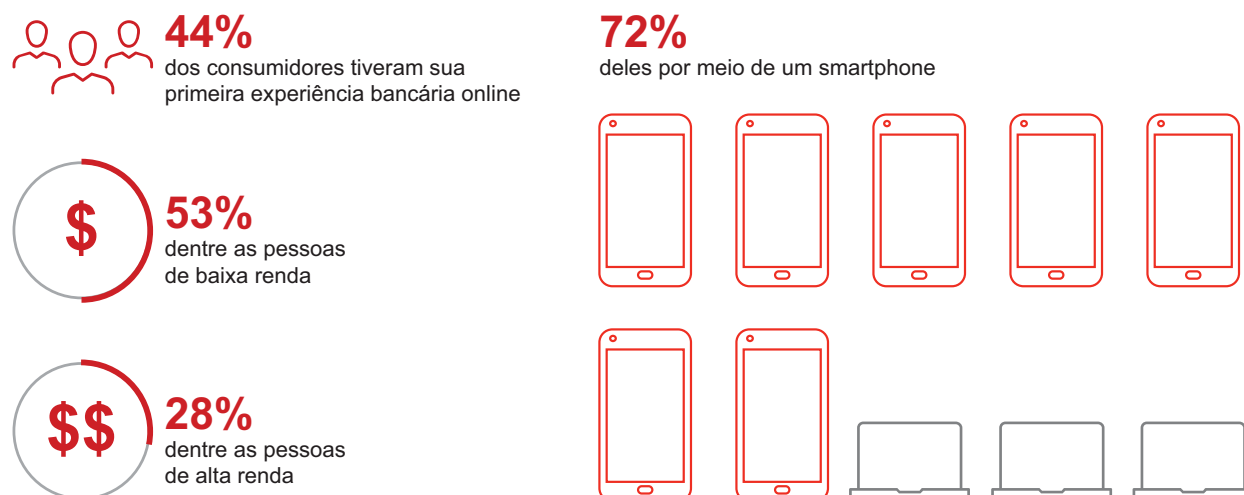 44%
dos consumidores tiveram sua
primeira experiência bancária online
$
53%
dentre as pessoas
de baixa renda
$$
28%
dentre as pessoas
de alta renda
72%
deles por meio de um smartphone